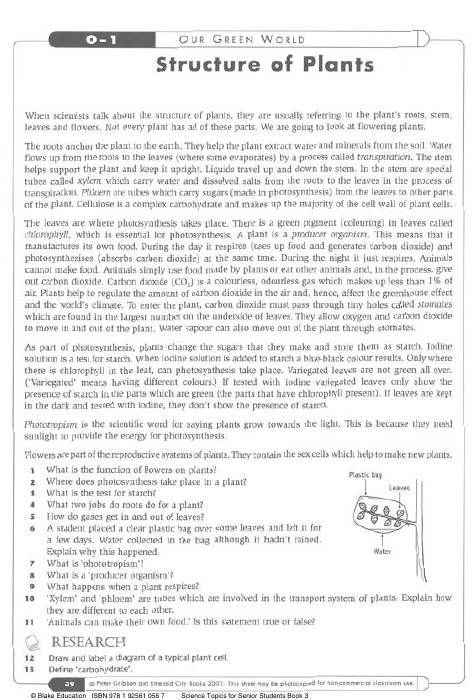 O-1
OUR GREEN WORLD
Structure of Plants
When scientists talk about the structure of plants, they are usually referring to the plant's roots, stem,
leaves and flowers. Not every plant has all of these parts. We are going to look at flowering plants.
The roots anchor the plant to the earth. They help the plant extract water and minerals from the soil. Water
flows up from the roots to the leaves (where some evaporates) by a process called transpiration. The stem
helps support the plant and keep it upright. Liquids travel up and down the stem. In the stem are special
tubes called xylem which carry water and dissolved salts from the roots to the leaves in the process of
transpiration. Phloem are tubes which carry sugars (made in photosynthesis) from the leaves to other parts
of the plant. Cellulose is a complex carbohydrate and makes up the majority of the cell wall of plant cells.
The leaves are where photosynthesis takes place. There is a green pigment (colouring) in leaves called
chlorophyll, which is essential for photosynthesis. A plant is a producer organism. This means that it
manufactures its own food. During the day it respires (uses up food and generates carbon dioxide) and
photosynthesises (absorbs carbon dioxide) at the same time. During the night it just respires. Animals
cannot make food. Animals simply use food made by plants or eat other animals and, in the process, give
out carbon dioxide. Carbon dioxide (CO₂) is a colourless, odourless gas which makes up less than 1% of
air. Plants help to regulate the amount of carbon dioxide in the air and, hence, affect the greenhouse effect
and the world's climate. To enter the plant, carbon dioxide must pass through tiny holes called stomates
which are found in the largest number on the underside of leaves. They allow oxygen and carbon dioxide
to move in and out of the plant. Water vapour can also move out of the plant through stomates.
As part of photosynthesis, plants change the sugars that they make and store them as starch. Iodine
solution is a test for starch. When iodine solution is added to starch a blue-black colour results. Only where
there is chlorophyll in the leaf, can photosynthesis take place. Variegated leaves are not green all over.
('Variegated' means having different colours.) If tested with iodine variegated leaves only show the
presence of starch in the parts which are green (the parts that have chlorophyll present). If leaves are kept
in the dark and tested with iodine, they don't show the presence of starch.
Phototropism is the scientific word for saying plants grow towards the light. This is because they need
sunlight to provide the energy for photosynthesis.
Flowers are part of the reproductive systems of plants. They contain the sex cells which help to make new plants.
1 What is the function of flowers on plants?
2 Where does photosynthesis take place in a plant?
3 What is the test for starch?
4 What two jobs do roots do for a plant?
5 How do gases get in and out of leaves?
6 A student placed a clear plastic bag over some leaves and left it for
a few days. Water collected in the bag although it hadn't rained.
Explain why this happened.
Plastic bag
Leaves
Water
7 What is 'phototropism'?
8 What is a 'producer organism'?
9 What happens when a plant respires?
10 'Xylem' and 'phloem' are tubes which are involved in the transport system of plants. Explain how
they are different to each other.
11 'Animals can make their own food.' Is this statement true or false?
RESEARCH
12 Draw and label a diagram of a typical plant cell.
13 Define 'carbohydrate'.
39 © Peter Gribben and Emerald City Books 2001. This sheet may be photocopied for non-commercial classroom use.
© Blake Education ISBN 978 1 92561 056 7 Science Topics for Senior Students Book 3